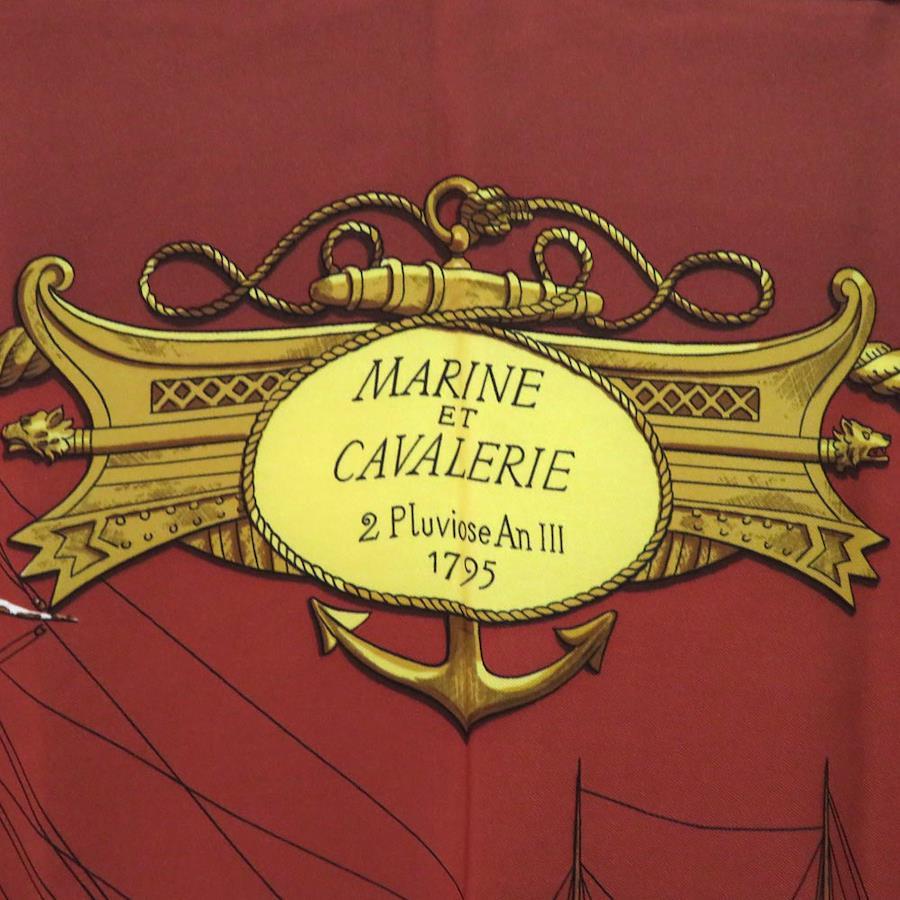 MARINE
ET
CAVALERIE
2 Pluviose An III
1795